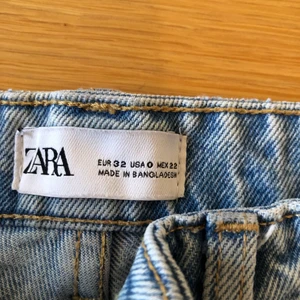 ZARA
EUR 32 USA 0 MEX 22
MADE IN BANGLADESH